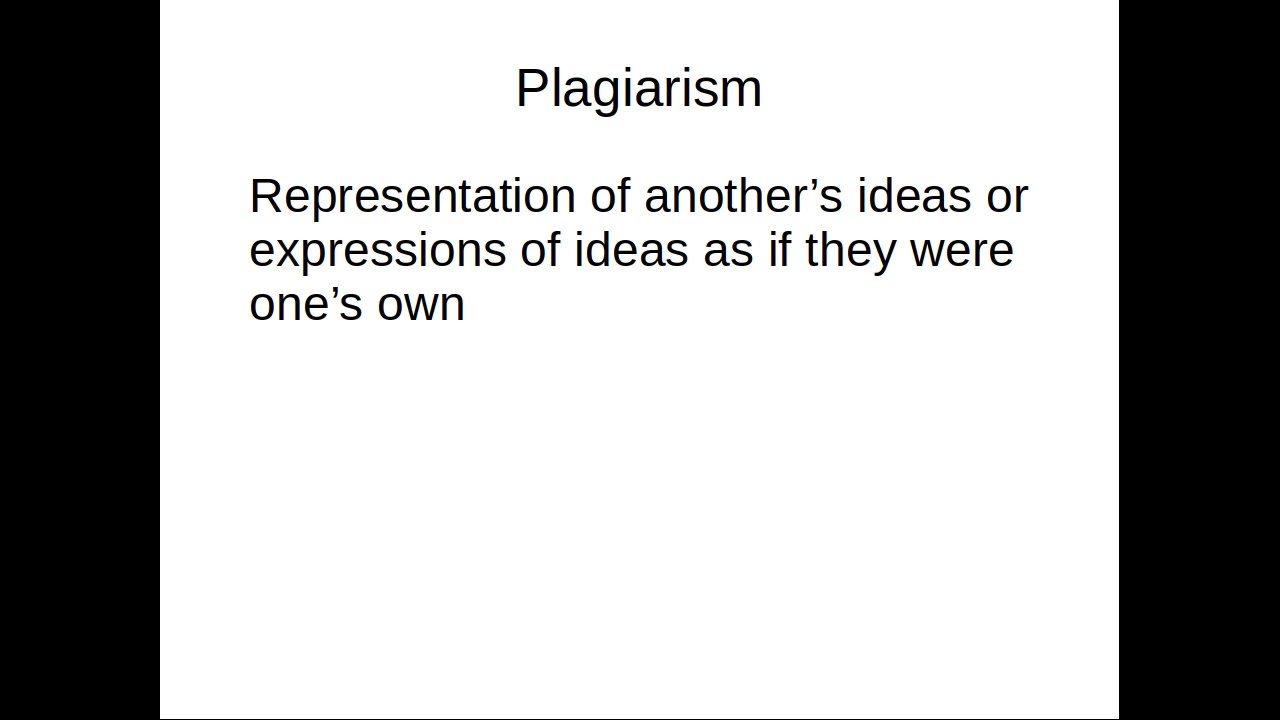 Plagiarism
Representation of another’s ideas or
expressions of ideas as if they were
one’s own